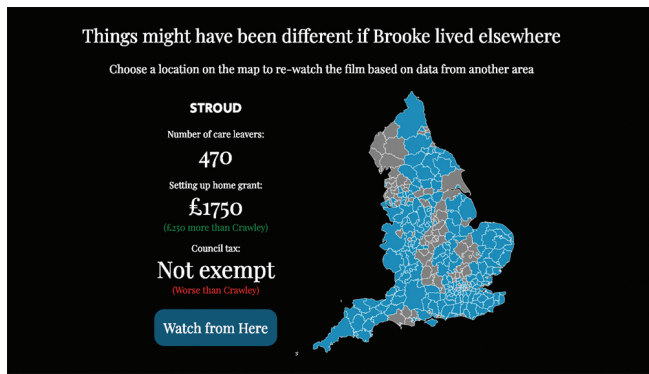 Things might have been different if Brooke lived elsewhere
Choose a location on the map to re-watch the film based on data from another area
STROUD
Number of care leavers:
470
Setting up home grant:
£1750
(£250 more than Crawley)
Council tax:
Not exempt
(Worse than Crawley)
Watch from Here